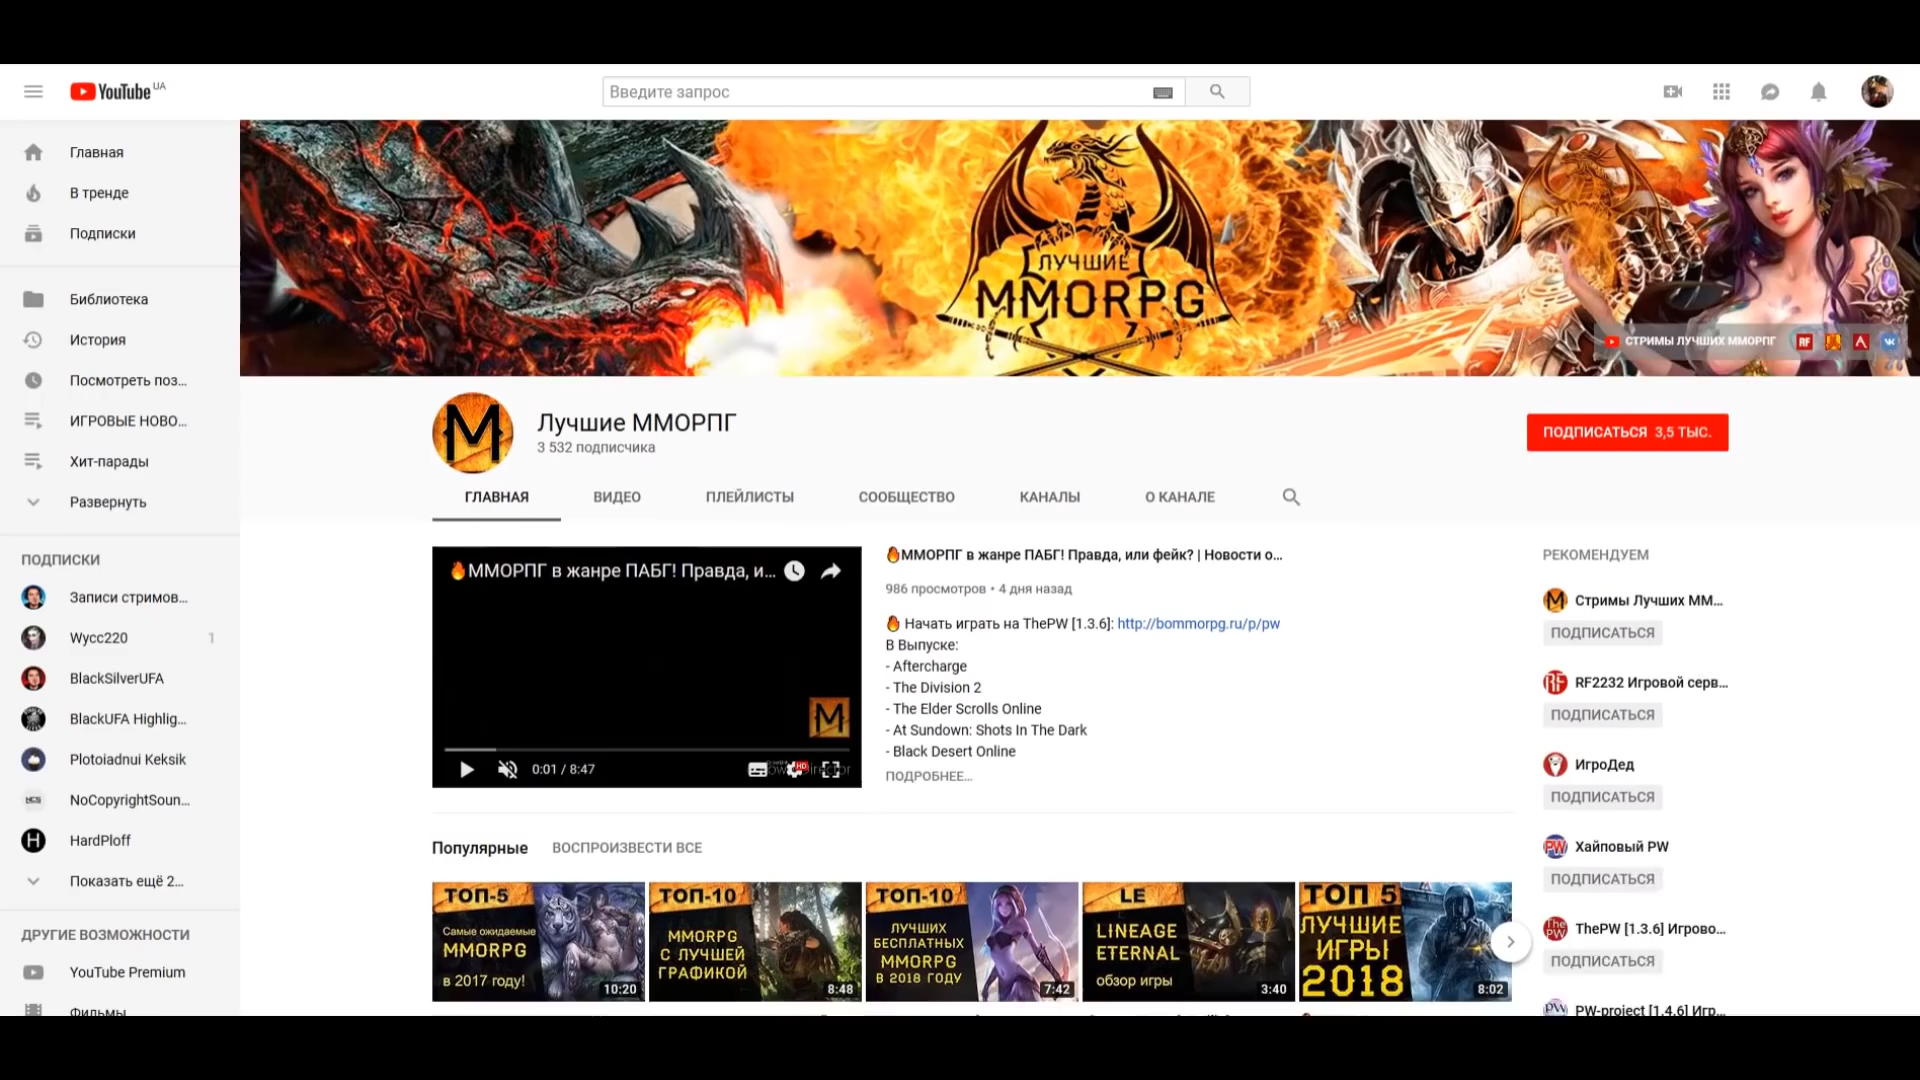 YouTube UA
Введите запрос
Главная
В тренде
Подписки
Библиотека
История
Посмотреть поз...
ИГРОВЫЕ НОВО...
Хит-парады
Развернуть
ПОДПИСКИ
Записи стримов...
Wycc220 1
BlackSilverUFA
BlackUFA Highlig...
Plotoiadnui Keksik
NoCopyrightSoun...
HardPloff
Показать ещё 2...
ДРУГИЕ ВОЗМОЖНОСТИ
YouTube Premium
Фильмы
ЛУЧШИЕ
MMORPG
СТРИМЫ ЛУЧШИХ ММОРПГ
RF
M
Лучшие ММОРПГ
3 532 подписчика
ПОДПИСАТЬСЯ 3,5 ТЫС.
ГЛАВНАЯ ВИДЕО ПЛЕЙЛИСТЫ СООБЩЕСТВО КАНАЛЫ О КАНАЛЕ
🔥ММОРПГ в жанре ПАБГ! Правда, и...
M
0:01 / 8:47
HD
🔥ММОРПГ в жанре ПАБГ! Правда, или фейк? | Новости о...
986 просмотров • 4 дня назад
🔥 Начать играть на ThePW [1.3.6]: http://bommorpg.ru/p/pw
В Выпуске:
- Aftercharge
- The Division 2
- The Elder Scrolls Online
- At Sundown: Shots In The Dark
- Black Desert Online
ПОДРОБНЕЕ...
Популярные ВОСПРОИЗВЕСТИ ВСЕ
ТОП-5
Самые ожидаемые
MMORPG
в 2017 году!
10:20
ТОП-10
MMORPG
С ЛУЧШЕЙ
ГРАФИКОЙ
8:48
ТОП-10
ЛУЧШИХ
БЕСПЛАТНЫХ
MMORPG
В 2018 ГОДУ
7:42
LE
LINEAGE
ETERNAL
обзор игры
3:40
ТОП 5
ЛУЧШИЕ
ИГРЫ
2018
8:02
РЕКОМЕНДУЕМ
Стримы Лучших ММ...
ПОДПИСАТЬСЯ
RF2232 Игровой серв...
ПОДПИСАТЬСЯ
ИгроДед
ПОДПИСАТЬСЯ
Хайповый PW
ПОДПИСАТЬСЯ
ThePW [1.3.6] Игрово...
ПОДПИСАТЬСЯ
PW-project [1.4.6] Игр...